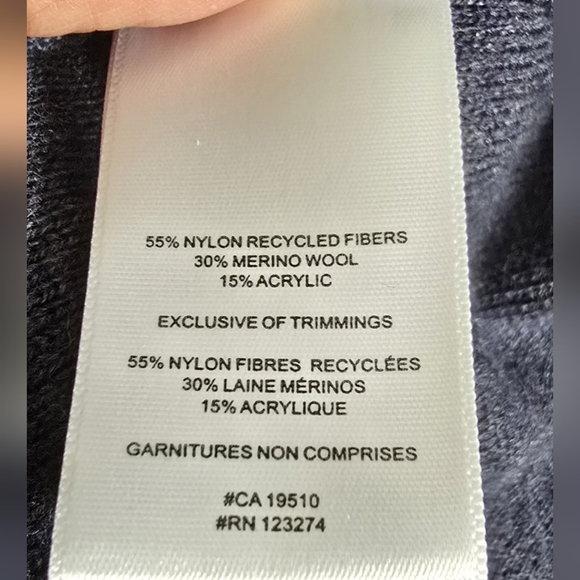 55% NYLON RECYCLED FIBERS
30% MERINO WOOL
15% ACRYLIC
EXCLUSIVE OF TRIMMINGS
55% NYLON FIBRES RECYCLÉES
30% LAINE MÉRINOS
15% ACRYLIQUE
GARNITURES NON COMPRISES
#CA 19510
#RN 123274